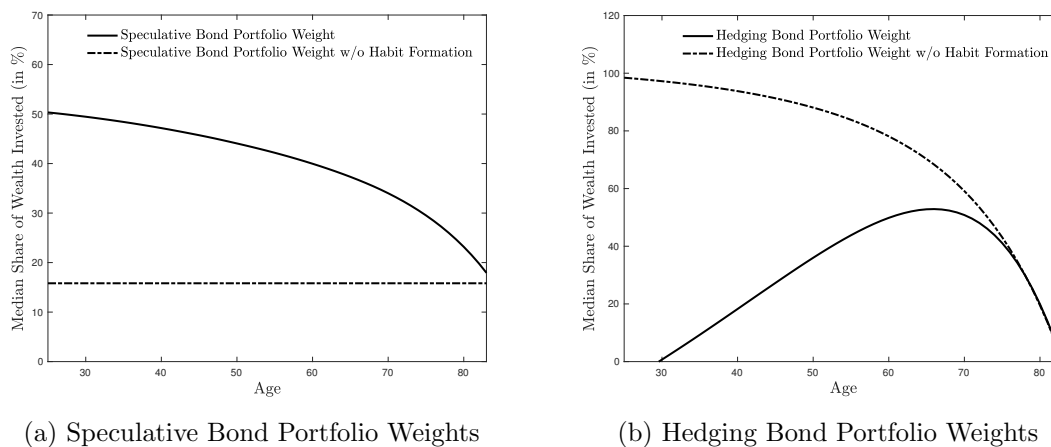 70
60
50
40
30
20
10
0
Median Share of Wealth Invested (in %)
Speculative Bond Portfolio Weight
Speculative Bond Portfolio Weight w/o Habit Formation
30 40 50 60 70 80
Age
(a) Speculative Bond Portfolio Weights
120
100
80
60
40
20
0
Median Share of Wealth Invested (in %)
Hedging Bond Portfolio Weight
Hedging Bond Portfolio Weight w/o Habit Formation
30 40 50 60 70 80
Age
(b) Hedging Bond Portfolio Weights